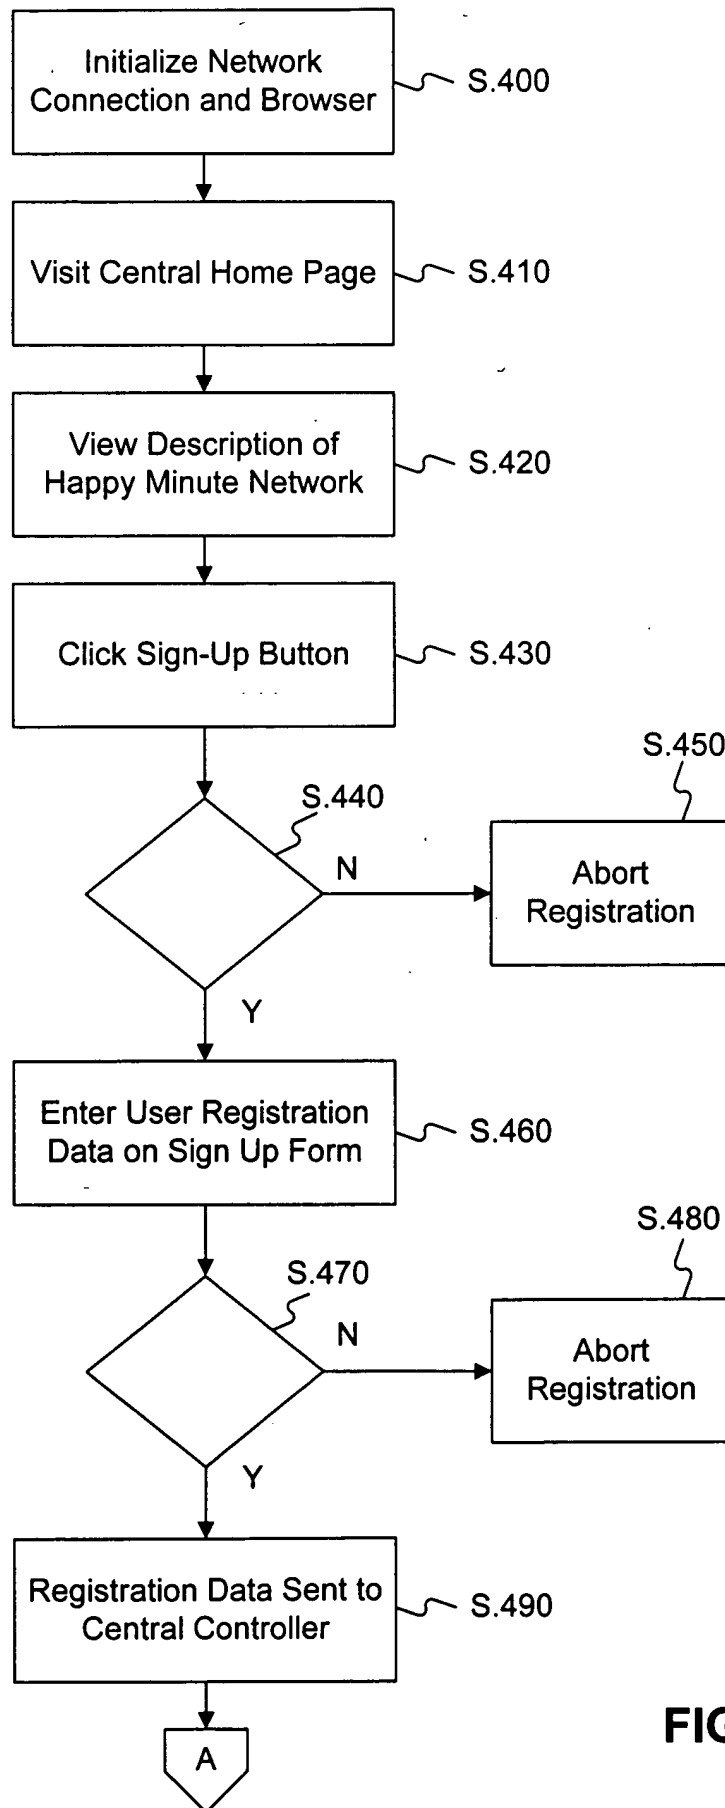 Initialize Network
Connection and Browser
S.400
Visit Central Home Page
S.410
View Description of
Happy Minute Network
S.420
Click Sign-Up Button
S.430
S.440
N
S.450
Abort
Registration
Y
Enter User Registration
Data on Sign Up Form
S.460
S.470
N
S.480
Abort
Registration
Y
Registration Data Sent to
Central Controller
S.490
A
FIG